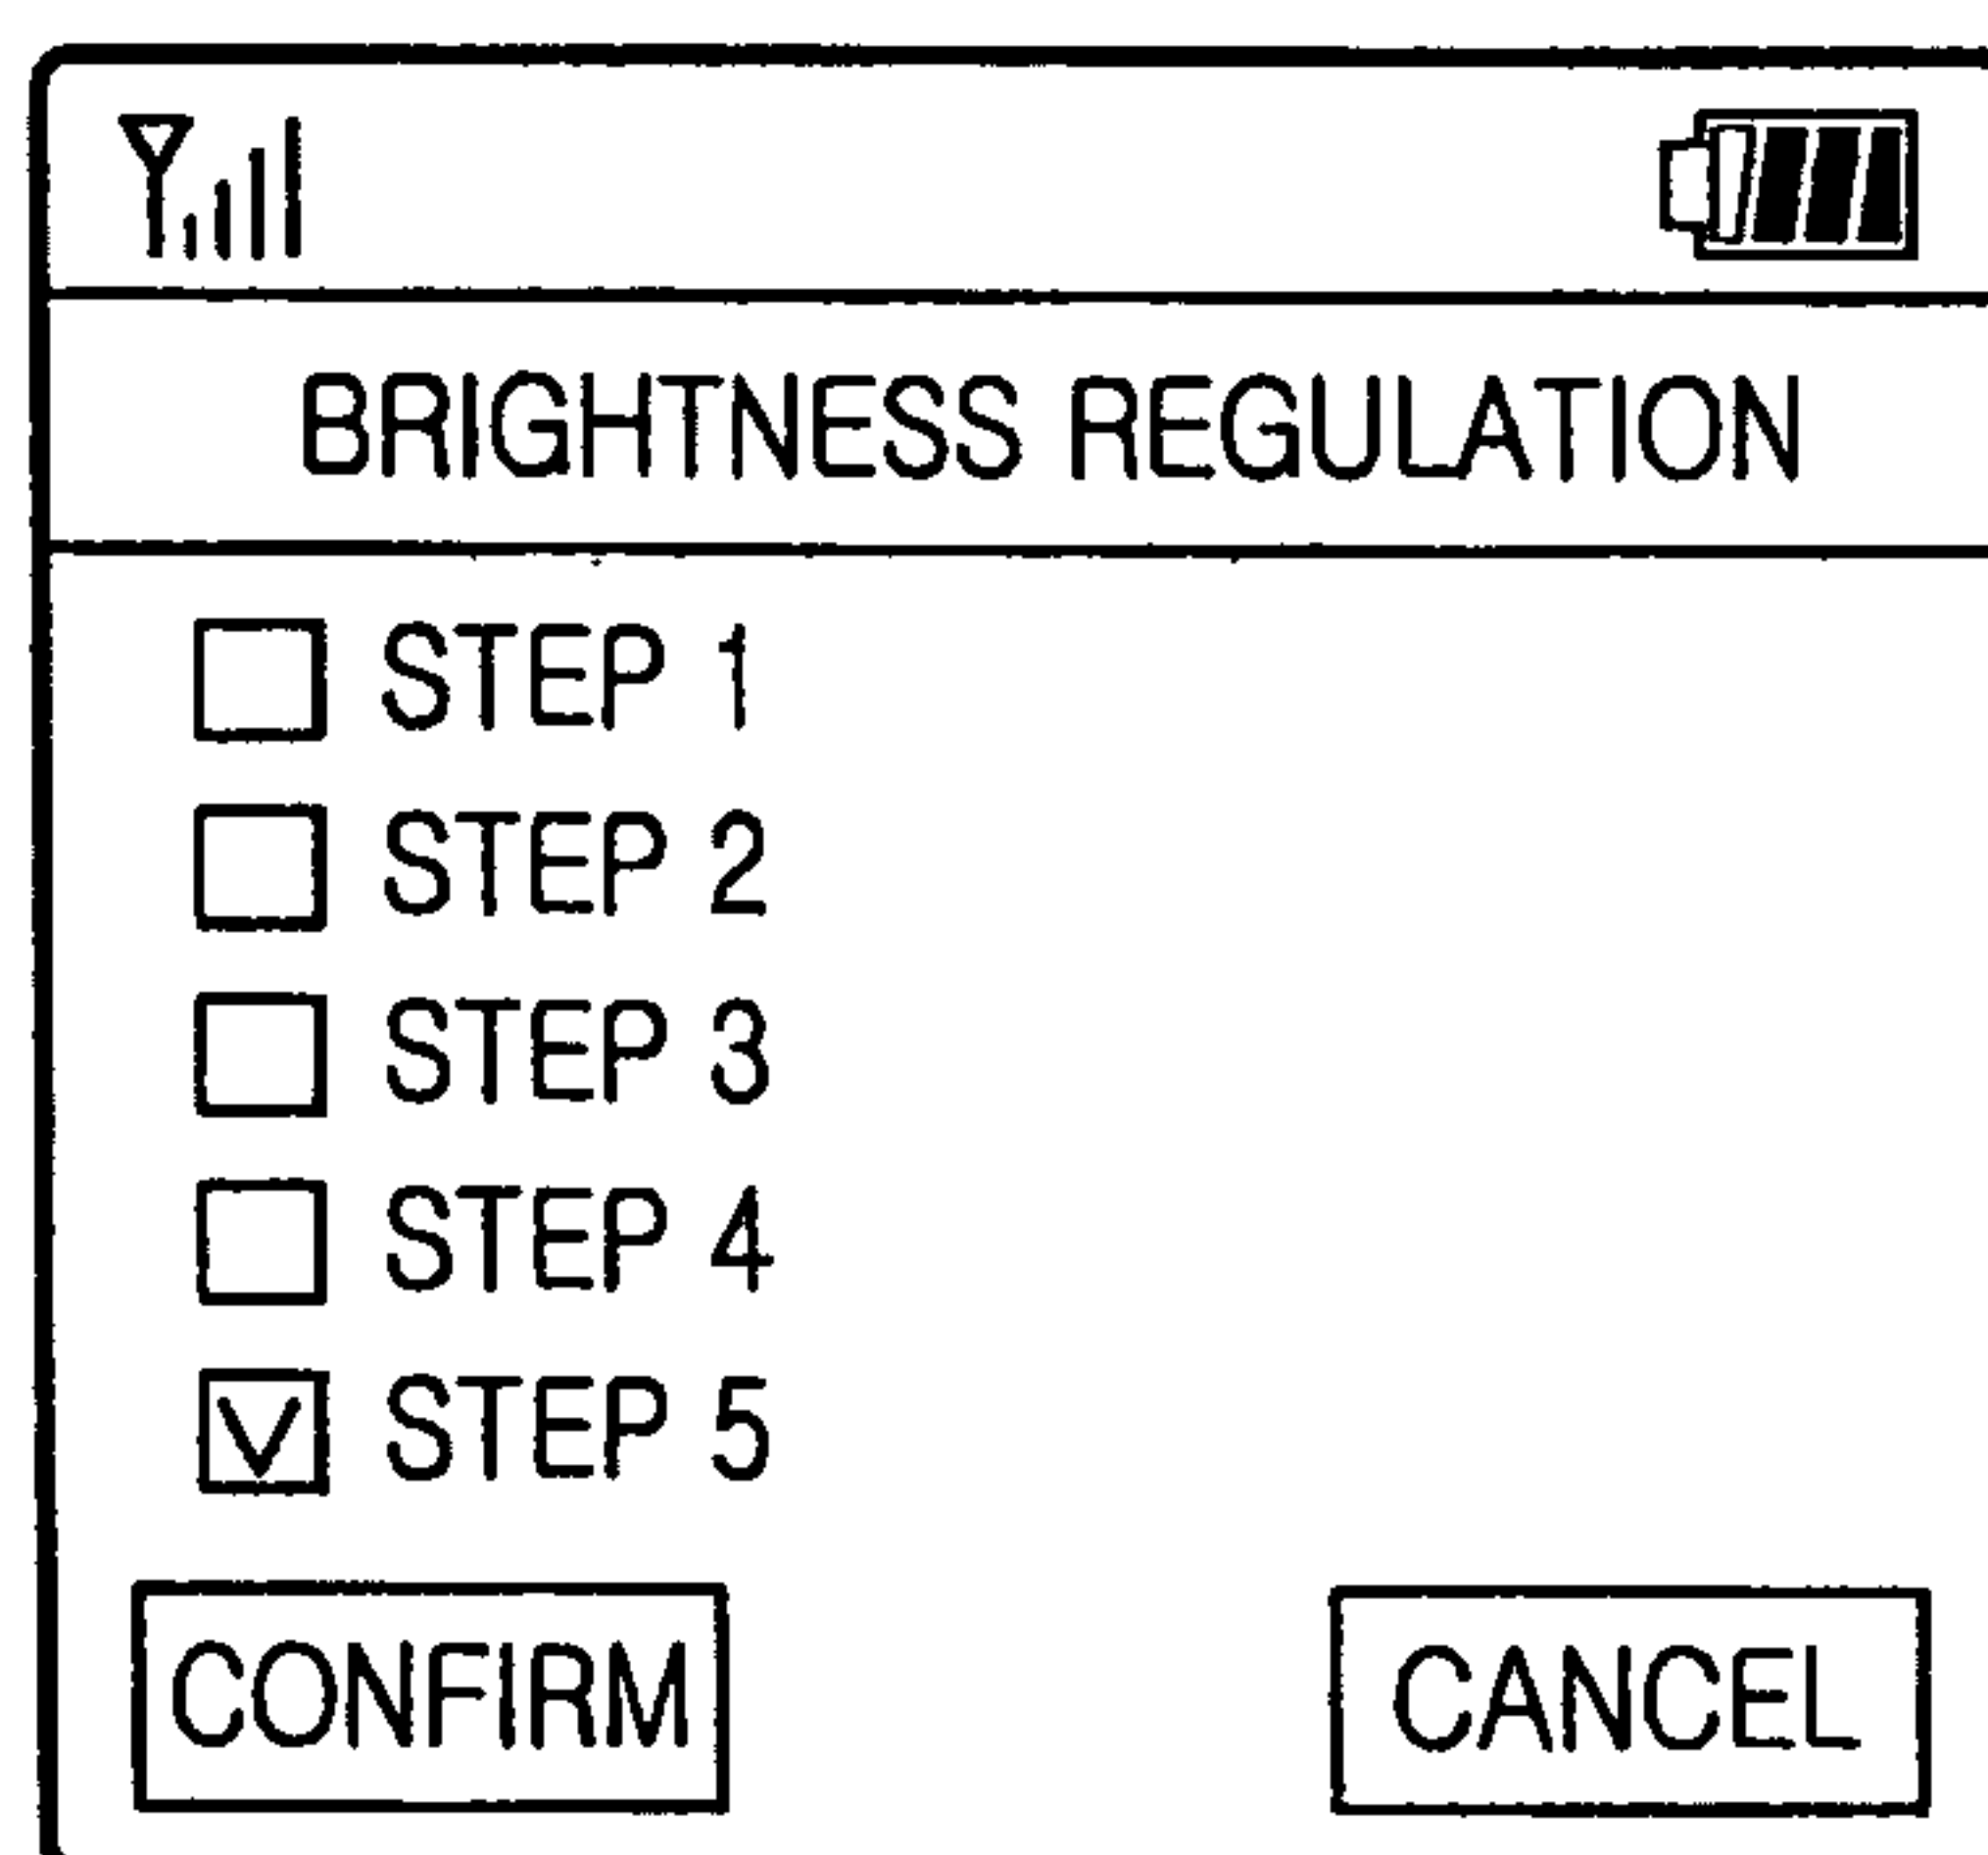 BRIGHTNESS REGULATION
STEP 1
STEP 2
STEP 3
STEP 4
STEP 5
CONFIRM CANCEL